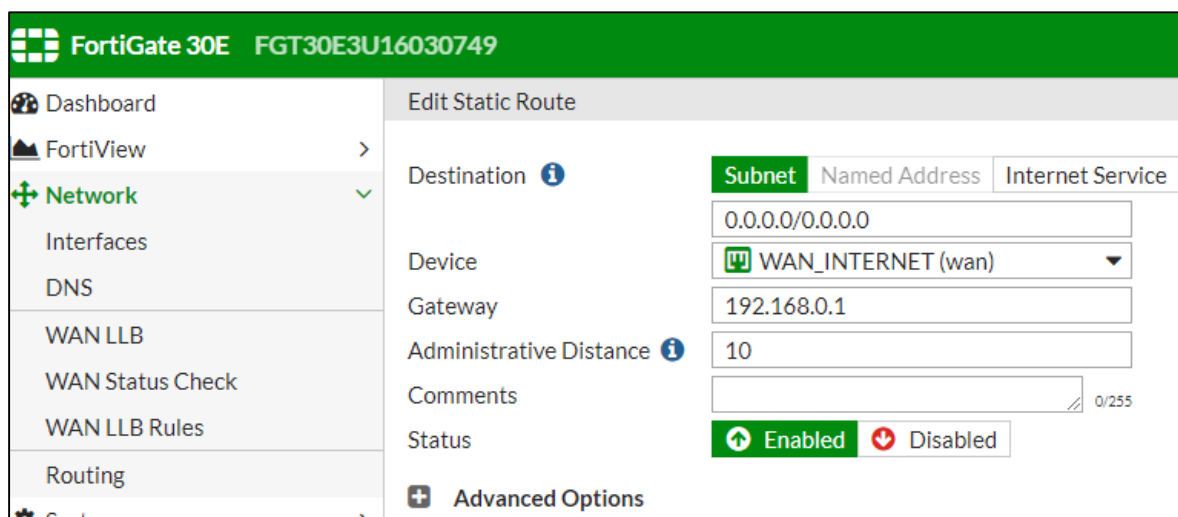 FortiGate 30E FGT30E3U16030749
Dashboard
FortiView
Network
Interfaces
DNS
WAN LLB
WAN Status Check
WAN LLB Rules
Routing
Edit Static Route
Destination Subnet Named Address Internet Service
0.0.0.0/0.0.0.0
Device WAN_INTERNET (wan)
Gateway 192.168.0.1
Administrative Distance 10
Comments 0/255
Status Enabled Disabled
Advanced Options